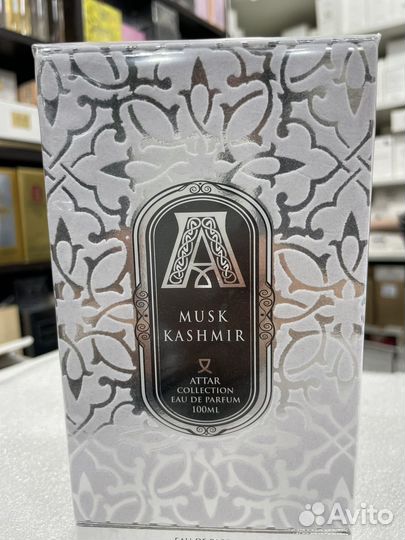 A
MUSK
KASHMIR
ATTAR
COLLECTION
EAU DE PARFUM
100ML
Avito